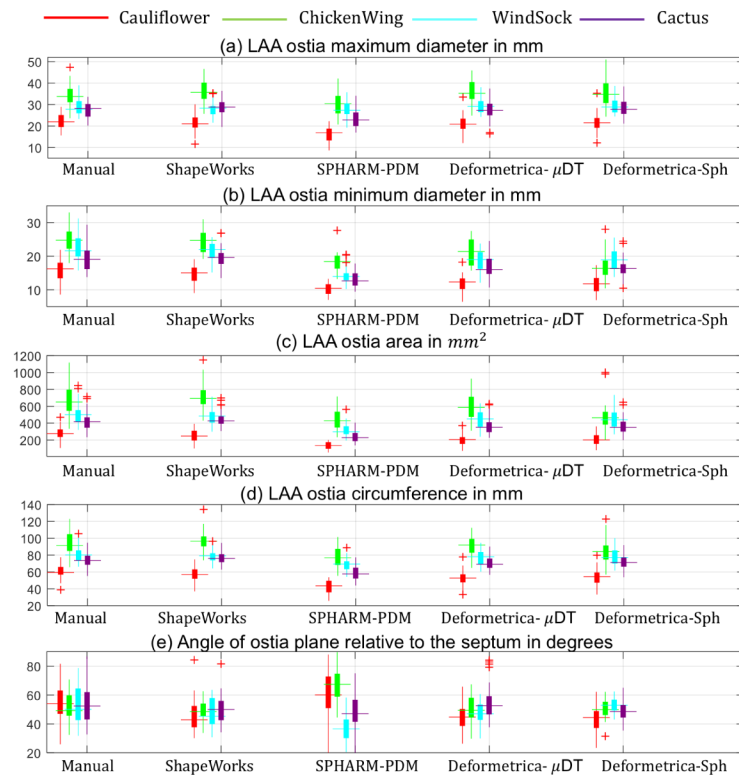 Cauliflower ChickenWing WindSock Cactus
(a) LAA ostia maximum diameter in mm
50
40
30
20
10
Manual ShapeWorks SPHARM-PDM Deformetrica- μDT Deformetrica-Sph
(b) LAA ostia minimum diameter in mm
30
20
10
Manual ShapeWorks SPHARM-PDM Deformetrica- μDT Deformetrica-Sph
(c) LAA ostia area in mm²
1200
1000
800
600
400
200
Manual ShapeWorks SPHARM-PDM Deformetrica- μDT Deformetrica-Sph
(d) LAA ostia circumference in mm
140
120
100
80
60
40
20
Manual ShapeWorks SPHARM-PDM Deformetrica- μDT Deformetrica-Sph
(e) Angle of ostia plane relative to the septum in degrees
80
60
40
20
Manual ShapeWorks SPHARM-PDM Deformetrica- μDT Deformetrica-Sph